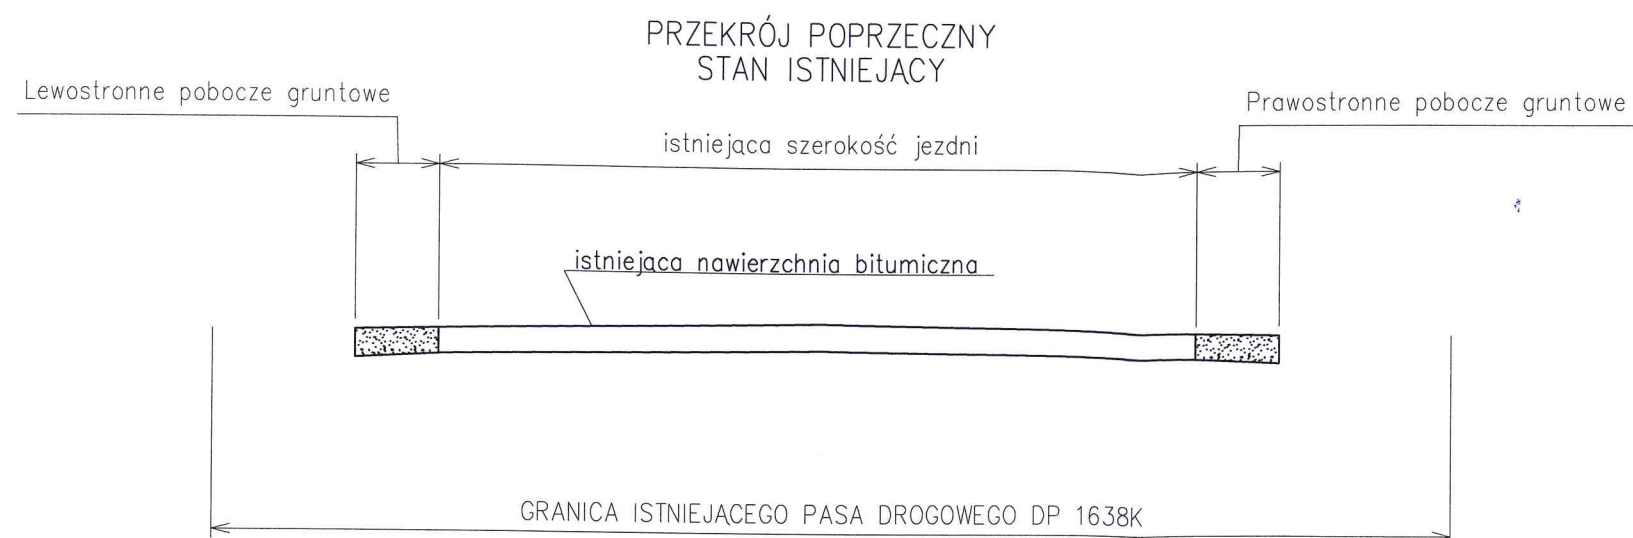 PRZEKRÓJ POPRZECZNY
STAN ISTNIEJĄCY
Lewostronne pobocze gruntowe
Prawostronne pobocze gruntowe
istniejąca szerokość jezdni
istniejąca nawierzchnia bitumiczna
GRANICA ISTNIEJĄCEGO PASA DROGOWEGO DP 1638K